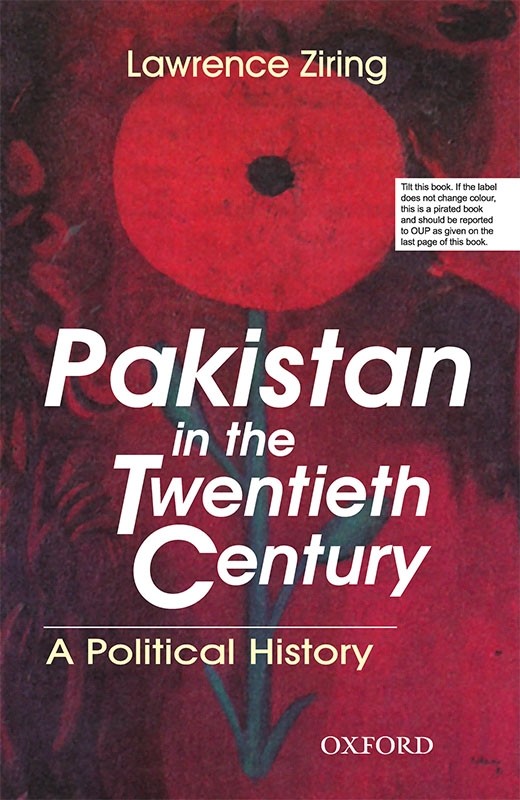 Lawrence Ziring
Tilt this book. If the label
does not change colour,
this is a pirated book
and should be reported
to OUP as given on the
last page of this book.
Pakistan
in the
Twentieth
Century
A Political History
OXFORD